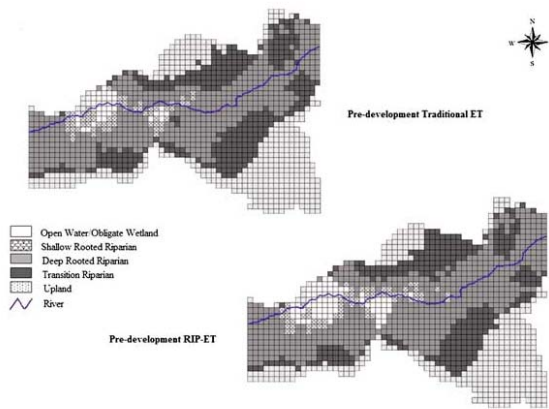 N
W E
S
Pre-development Traditional ET
Open Water/Obligate Wetland
Shallow Rooted Riparian
Deep Rooted Riparian
Transition Riparian
Upland
River
Pre-development RIP-ET